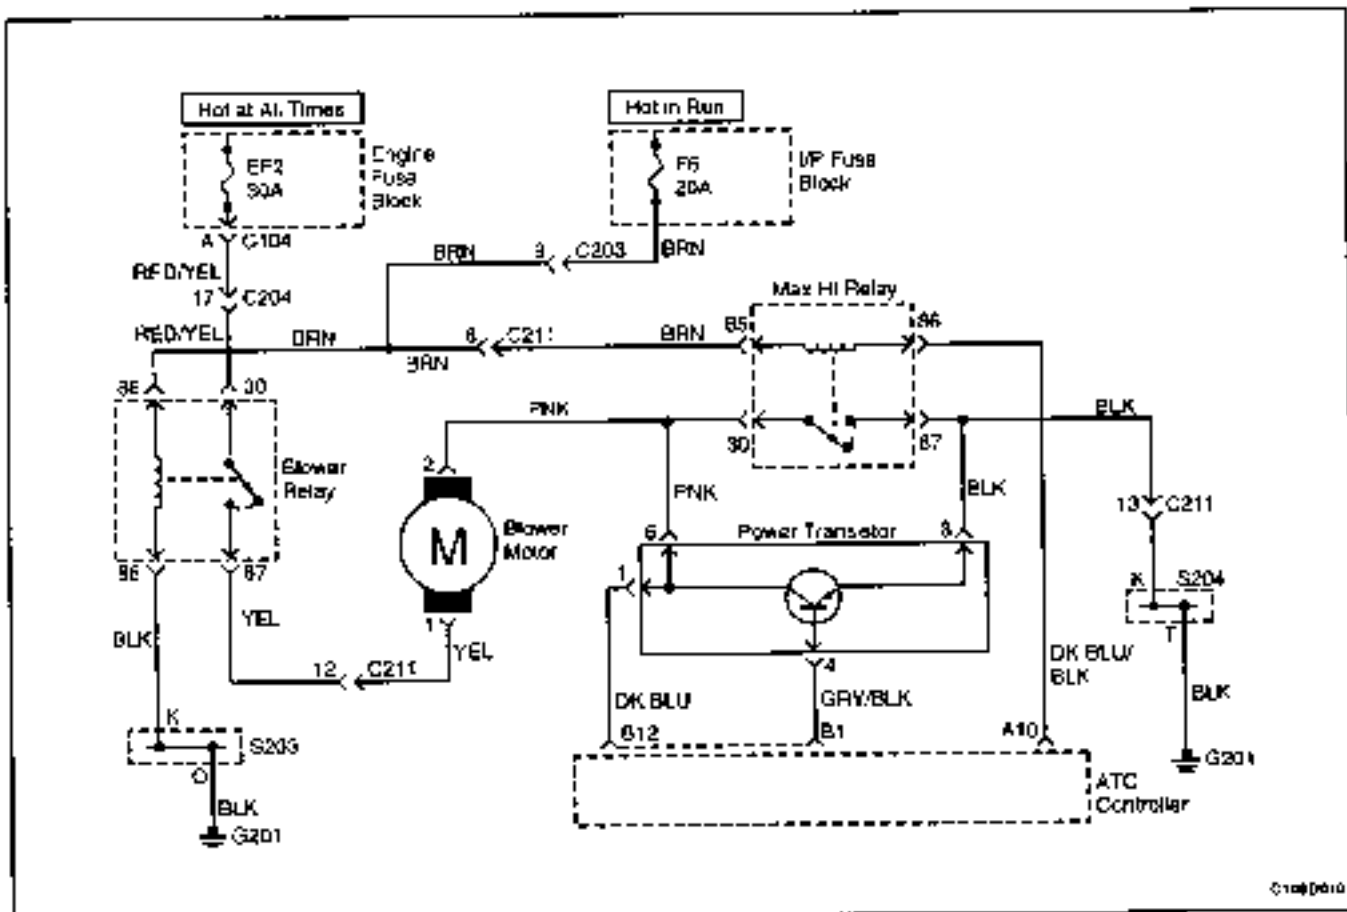 Hot at Al. Times
Hot in Run
EF2
30A
Engine
Fuse
Block
F6
20A
I/P Fuse
Block
A
C104
RED/YEL
17
C204
RED/YEL
BRN
9
C203
BRN
BRN
BRN
6
C211
BRN
Max Hi Relay
85
86
30
87
PNK
BLK
30
86
87
Blower
Relay
2
M
Blower
Motor
1
YEL
PNK
BLK
6
Power Transistor
3
1
4
13
C211
K
S204
T
BLK
G201
BLK
YEL
12
C211
DK BLU
GRY/BLK
DK BLU/
BLK
B12
B1
A10
ATC
Controller
K
S203
O
BLK
G201